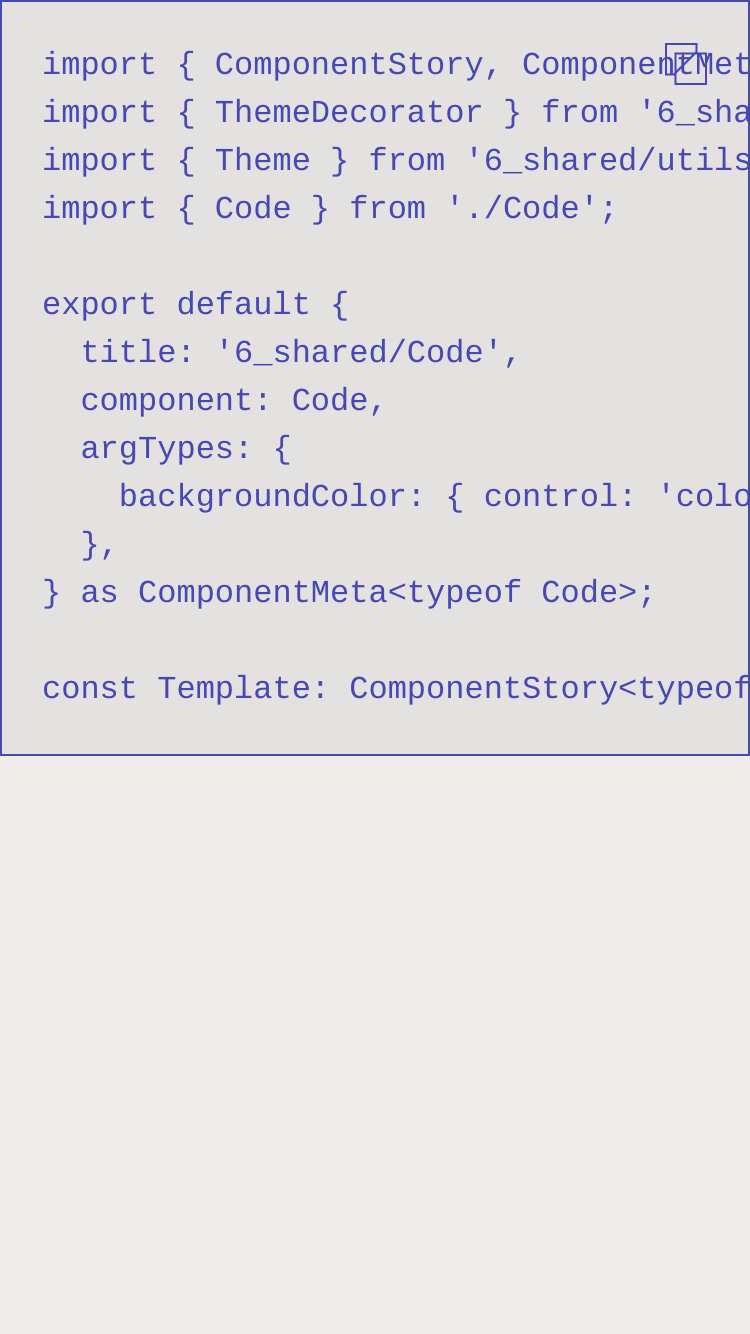 import { ComponentStory, ComponentMet
import { ThemeDecorator } from '6_sha
import { Theme } from '6_shared/utils
import { Code } from './Code';

export default {
  title: '6_shared/Code',
  component: Code,
  argTypes: {
    backgroundColor: { control: 'colo
  },
} as ComponentMeta<typeof Code>;

const Template: ComponentStory<typeof